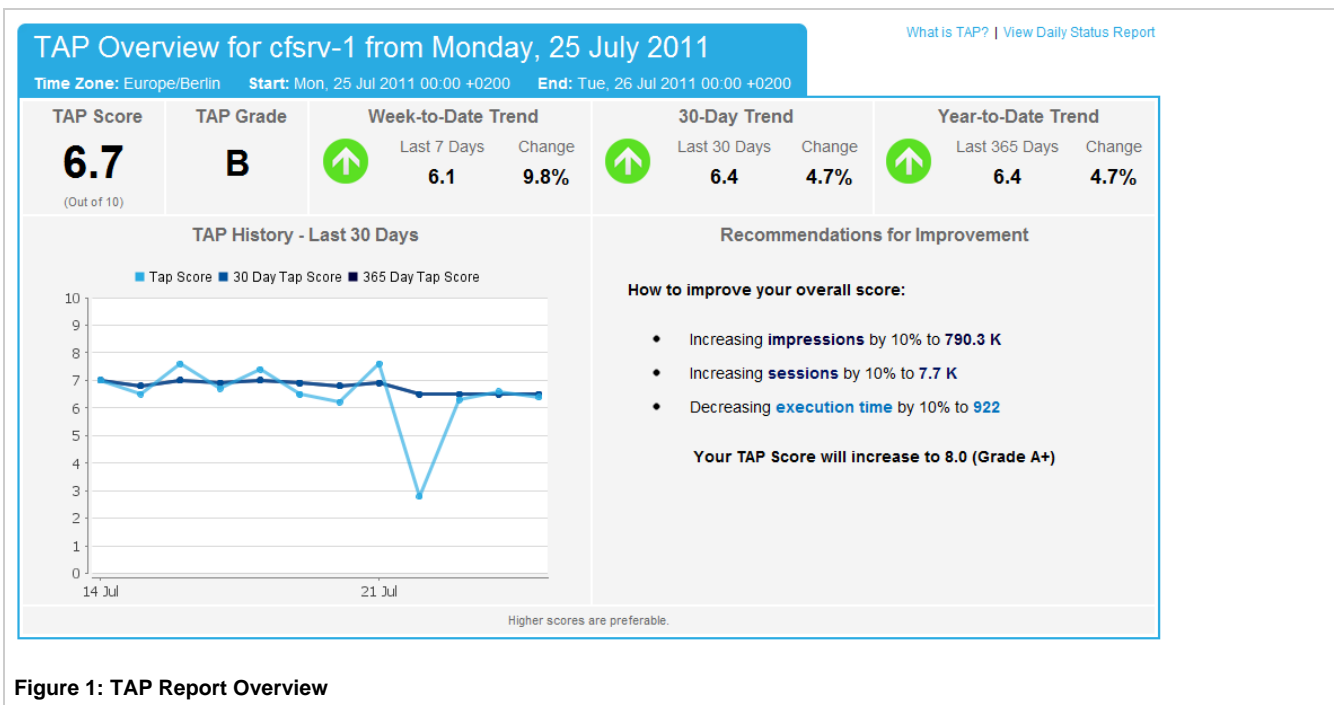 TAP Overview for cfsrv-1 from Monday, 25 July 2011
Time Zone: Europe/Berlin Start: Mon, 25 Jul 2011 00:00 +0200 End: Tue, 26 Jul 2011 00:00 +0200
What is TAP? | View Daily Status Report
TAP Score
6.7
(Out of 10)
TAP Grade
B
Week-to-Date Trend
Last 7 Days Change
6.1 9.8%
30-Day Trend
Last 30 Days Change
6.4 4.7%
Year-to-Date Trend
Last 365 Days Change
6.4 4.7%
TAP History - Last 30 Days
Tap Score 30 Day Tap Score 365 Day Tap Score
10
9
8
7
6
5
4
3
2
1
0
14 Jul 21 Jul
Recommendations for Improvement
How to improve your overall score:
• Increasing impressions by 10% to 790.3 K
• Increasing sessions by 10% to 7.7 K
• Decreasing execution time by 10% to 922
Your TAP Score will increase to 8.0 (Grade A+)
Higher scores are preferable.
Figure 1: TAP Report Overview